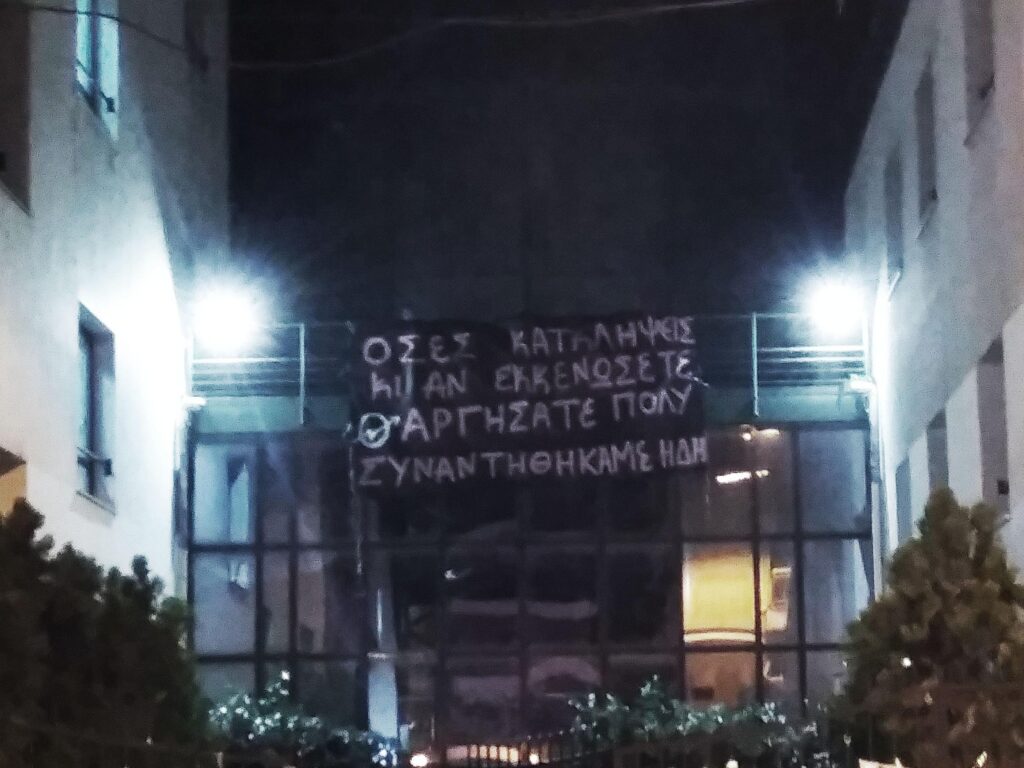 ΟΣΕΣ ΚΑΤΑΛΗΨΕΙΣ
ΚΙ ΑΝ ΕΚΚΕΝΩΣΕΤΕ
ΑΡΓΗΣΑΤΕ ΠΟΛΥ
ΣΥΝΑΝΤΗΘΗΚΑΜΕ ΗΔΗ